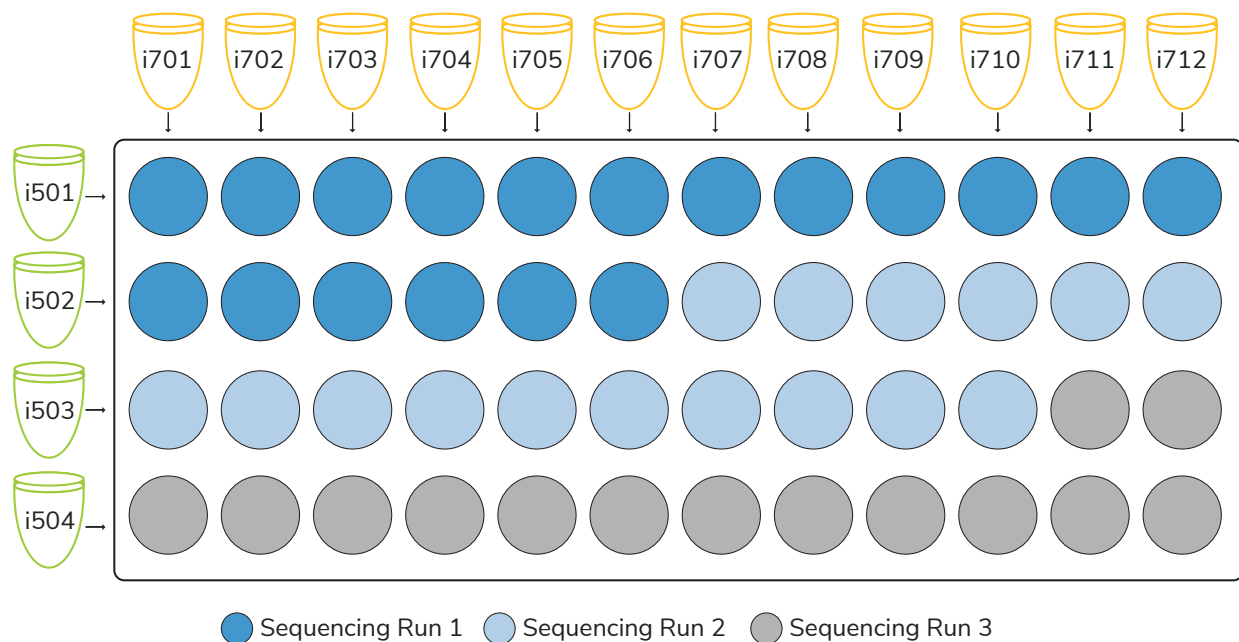 i701 i702 i703 i704 i705 i706 i707 i708 i709 i710 i711 i712
i501
i502
i503
i504
Sequencing Run 1 Sequencing Run 2 Sequencing Run 3